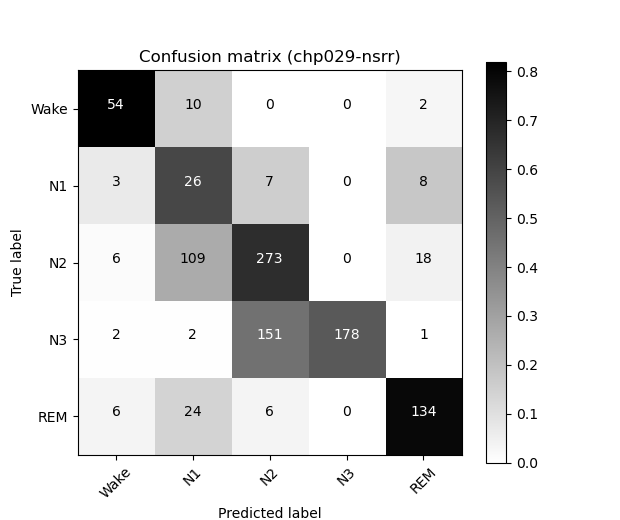 Confusion matrix (chp029-nsrr)
Wake 54 10 0 0 2
N1 3 26 7 0 8
N2 6 109 273 0 18
N3 2 2 151 178 1
REM 6 24 6 0 134
Wake N1 N2 N3 REM
Predicted label
True label
0.8
0.7
0.6
0.5
0.4
0.3
0.2
0.1
0.0